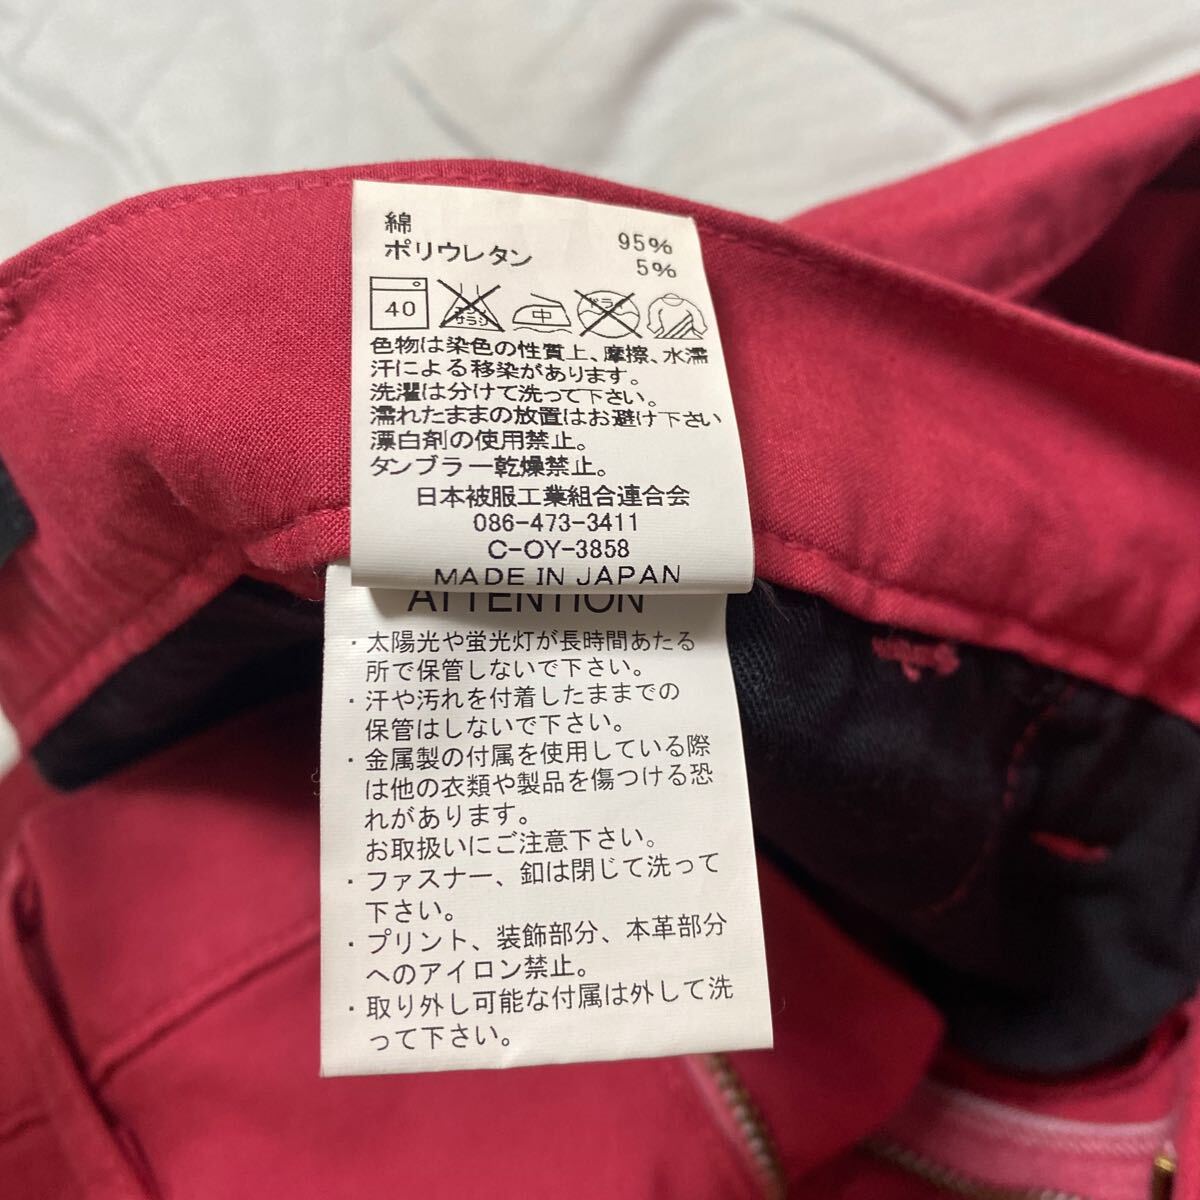 綿 95%
ポリウレタン 5%
40 エンソサラシ 中 ドライ
色物は染色の性質上、摩擦、水濡
汗による移染があります。
洗濯は分けて洗って下さい。
濡れたままの放置はお避け下さい
漂白剤の使用禁止。
タンブラー乾燥禁止。
日本被服工業組合連合会
086-473-3411
C-OY-3858
MADE IN JAPAN
ATTENTION
・太陽光や蛍光灯が長時間あたる
所で保管しないで下さい。
・汗や汚れを付着したままでの
保管はしないで下さい。
・金属製の付属を使用している際
は他の衣類や製品を傷つける恐
れがあります。
お取扱いにご注意下さい。
・ファスナー、釦は閉じて洗って
下さい。
・プリント、装飾部分、本革部分
へのアイロン禁止。
・取り外し可能な付属は外して洗
って下さい。